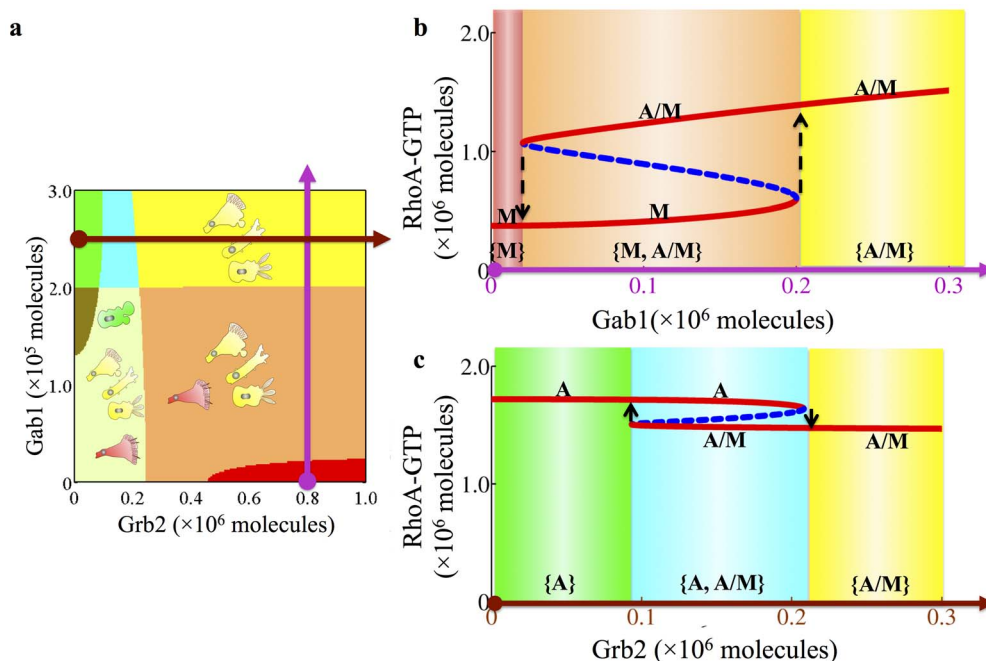 a
3.0
2.0
1.0
0
0
0.2
0.4
0.6
0.8
1.0
Gab1 (×10⁵ molecules)
Grb2 (×10⁶ molecules)
b
RhoA-GTP
(×10⁶ molecules)
2.0
1.0
0
A/M
A/M
M
M
{M}
{M, A/M}
{A/M}
0.1
0.2
0.3
Gab1(×10⁶ molecules)
c
RhoA-GTP
(×10⁶ molecules)
2.0
1.0
0
A
A
A/M
A/M
{A}
{A, A/M}
{A/M}
0.1
0.2
0.3
Grb2 (×10⁶ molecules)